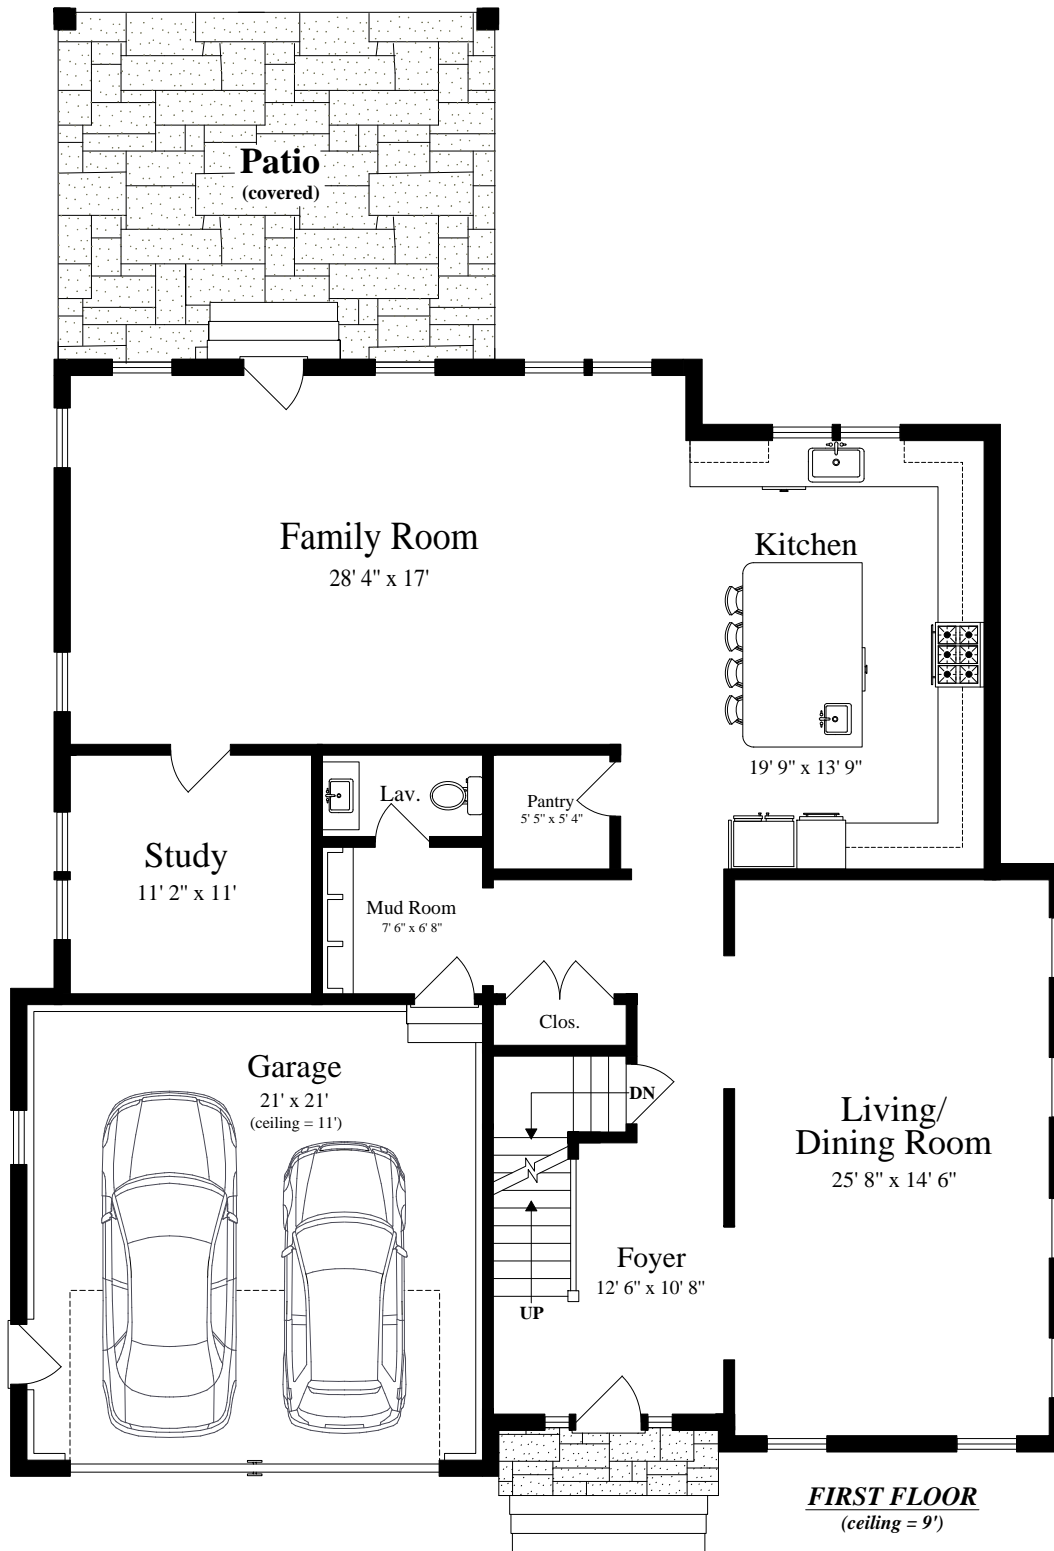 Patio
(covered)
Family Room
28' 4" x 17'
Kitchen
19' 9" x 13' 9"
Lav.
Pantry
5' 5" x 5' 4"
Study
11' 2" x 11'
Mud Room
7' 6" x 6' 8"
Clos.
Garage
21' x 21'
(ceiling = 11')
DN
Living/
Dining Room
25' 8" x 14' 6"
Foyer
12' 6" x 10' 8"
UP
FIRST FLOOR
(ceiling = 9')